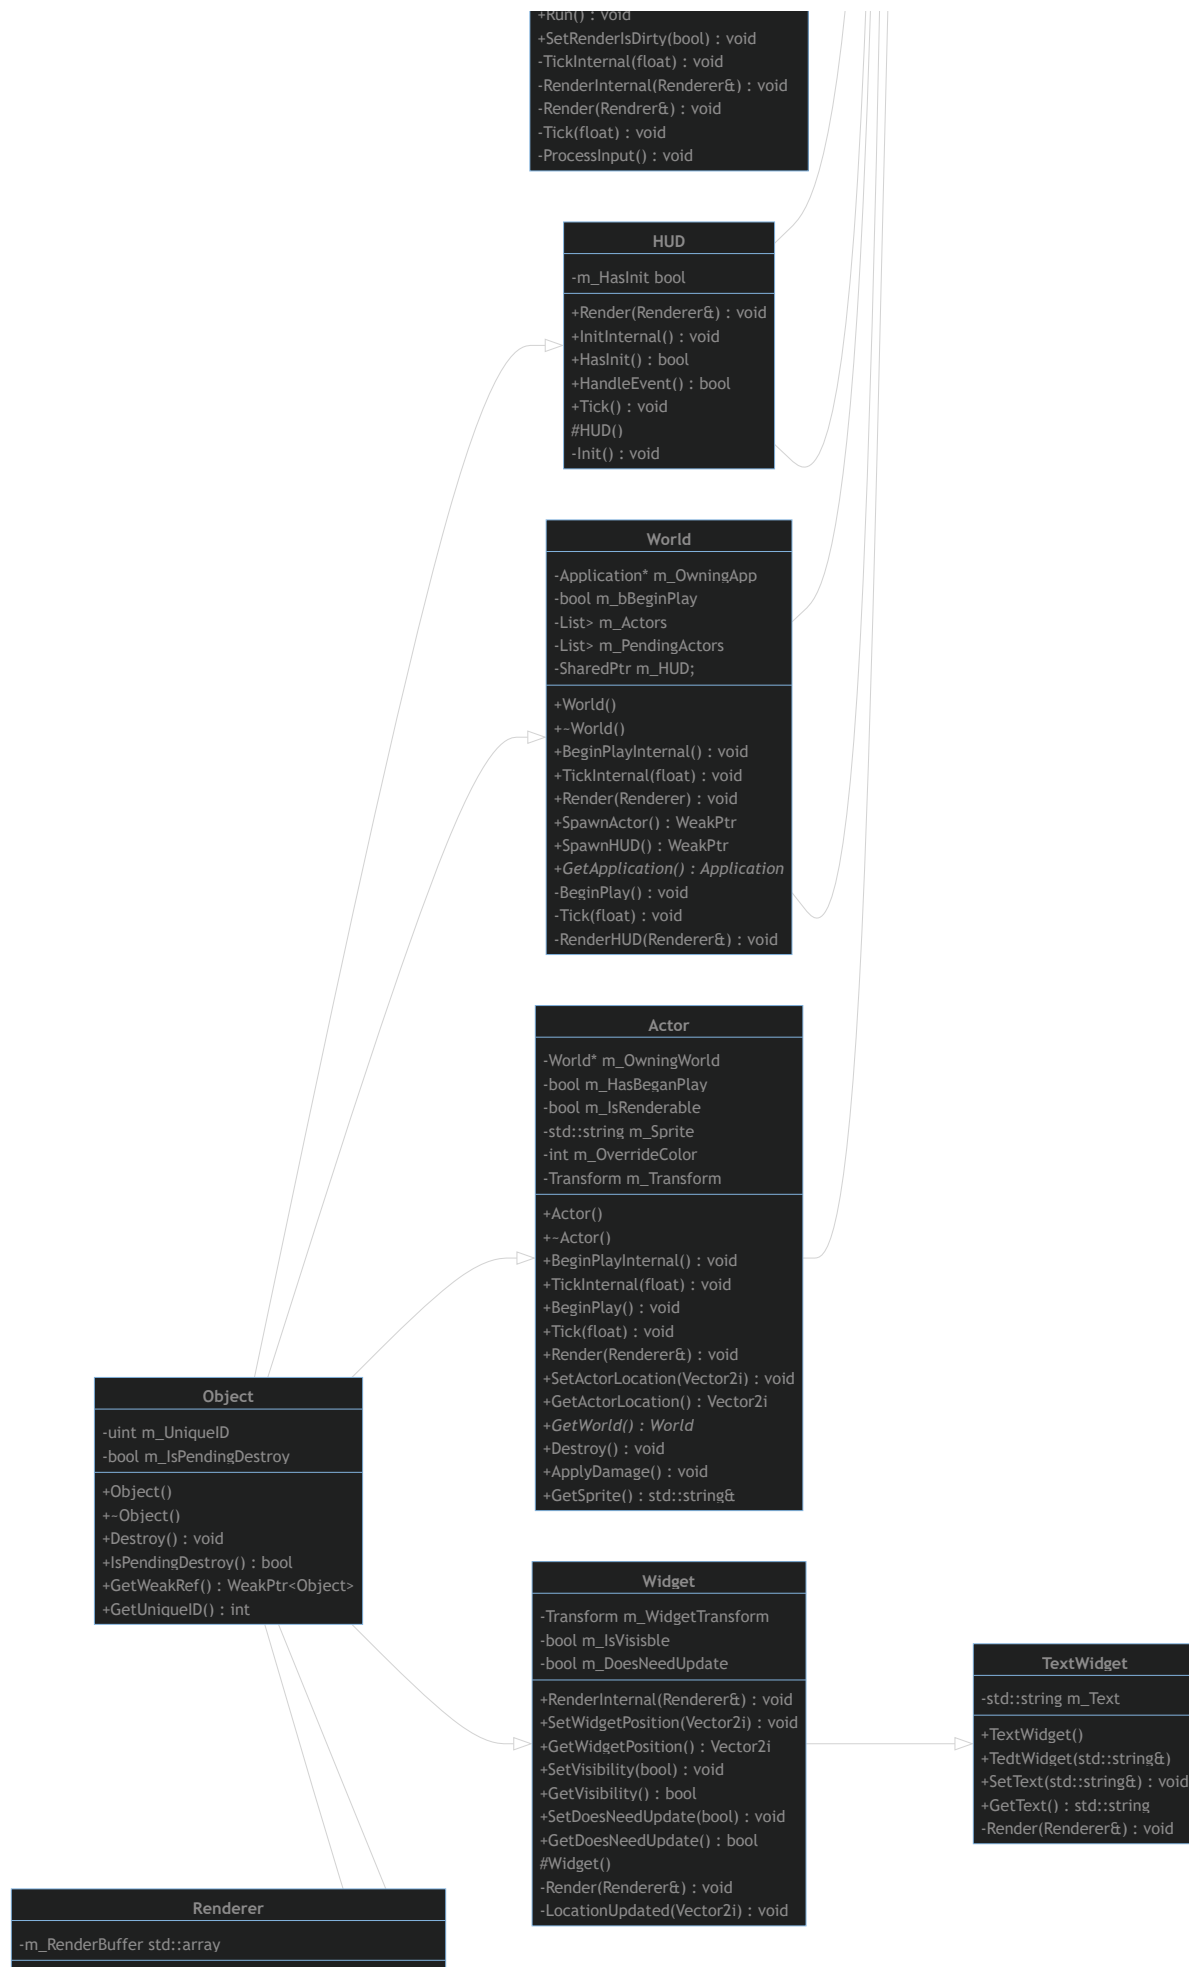 +Run() : void
+SetRenderIsDirty(bool) : void
-TickInternal(float) : void
-RenderInternal(Renderer&) : void
-Render(Rendrer&) : void
-Tick(float) : void
-ProcessInput() : void
HUD
-m_HasInit bool
+Render(Renderer&) : void
+InitInternal() : void
+HasInit() : bool
+HandleEvent() : bool
+Tick() : void
#HUD()
-Init() : void
World
-Application* m_OwningApp
-bool m_bBeginPlay
-List> m_Actors
-List> m_PendingActors
-SharedPtr m_HUD;
+World()
+~World()
+BeginPlayInternal() : void
+TickInternal(float) : void
+Render(Renderer) : void
+SpawnActor() : WeakPtr
+SpawnHUD() : WeakPtr
+GetApplication() : Application
-BeginPlay() : void
-Tick(float) : void
-RenderHUD(Renderer&) : void
Actor
-World* m_OwningWorld
-bool m_HasBeganPlay
-bool m_IsRenderable
-std::string m_Sprite
-int m_OverrideColor
-Transform m_Transform
+Actor()
+~Actor()
+BeginPlayInternal() : void
+TickInternal(float) : void
+BeginPlay() : void
+Tick(float) : void
+Render(Renderer&) : void
+SetActorLocation(Vector2i) : void
+GetActorLocation() : Vector2i
+GetWorld() : World
+Destroy() : void
+ApplyDamage() : void
+GetSprite() : std::string&
Object
-uint m_UniqueID
-bool m_IsPendingDestroy
+Object()
+~Object()
+Destroy() : void
+IsPendingDestroy() : bool
+GetWeakRef() : WeakPtr<Object>
+GetUniqueID() : int
Widget
-Transform m_WidgetTransform
-bool m_IsVisisble
-bool m_DoesNeedUpdate
+RenderInternal(Renderer&) : void
+SetWidgetPosition(Vector2i) : void
+GetWidgetPosition() : Vector2i
+SetVisibility(bool) : void
+GetVisibility() : bool
+SetDoesNeedUpdate(bool) : void
+GetDoesNeedUpdate() : bool
#Widget()
-Render(Renderer&) : void
-LocationUpdated(Vector2i) : void
TextWidget
-std::string m_Text
+TextWidget()
+TedtWidget(std::string&)
+SetText(std::string&) : void
+GetText() : std::string
-Render(Renderer&) : void
Renderer
-m_RenderBuffer std::array